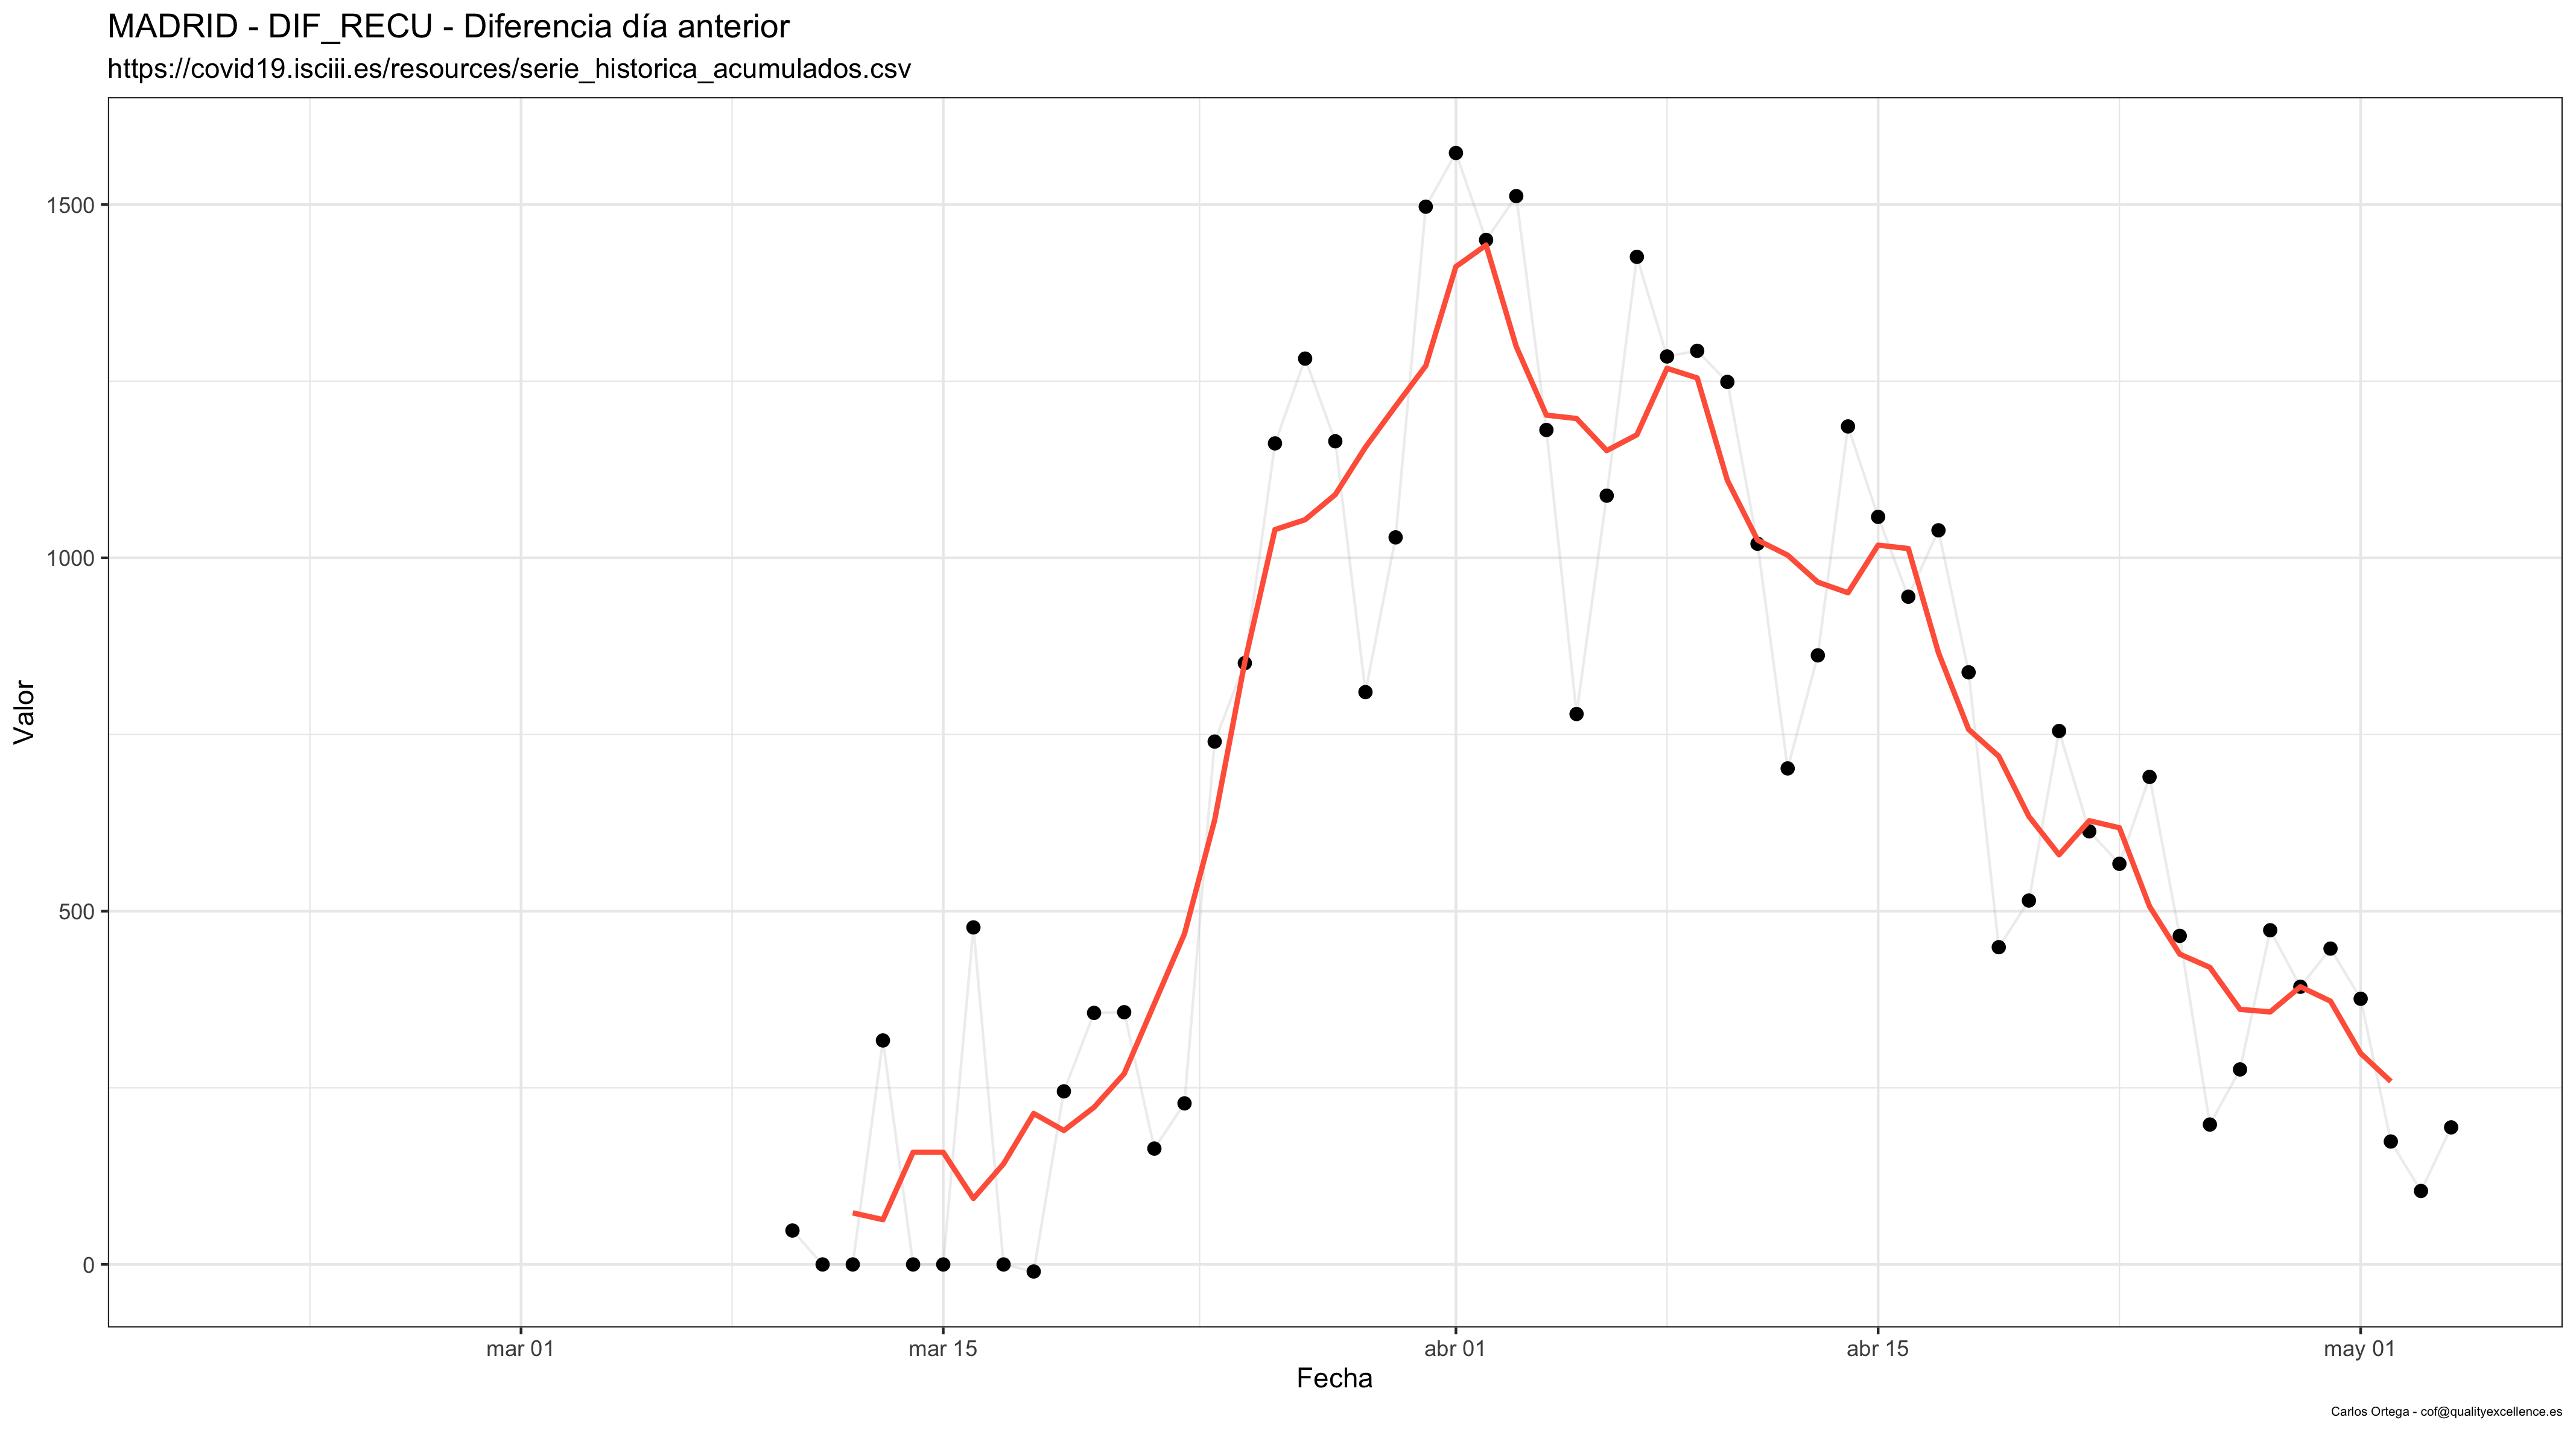 MADRID - DIF_RECU - Diferencia día anterior
https://covid19.isciii.es/resources/serie_historica_acumulados.csv
Valor
1500
1000
500
0
mar 01
mar 15
abr 01
abr 15
may 01
Fecha
Carlos Ortega - cof@qualityexcellence.es